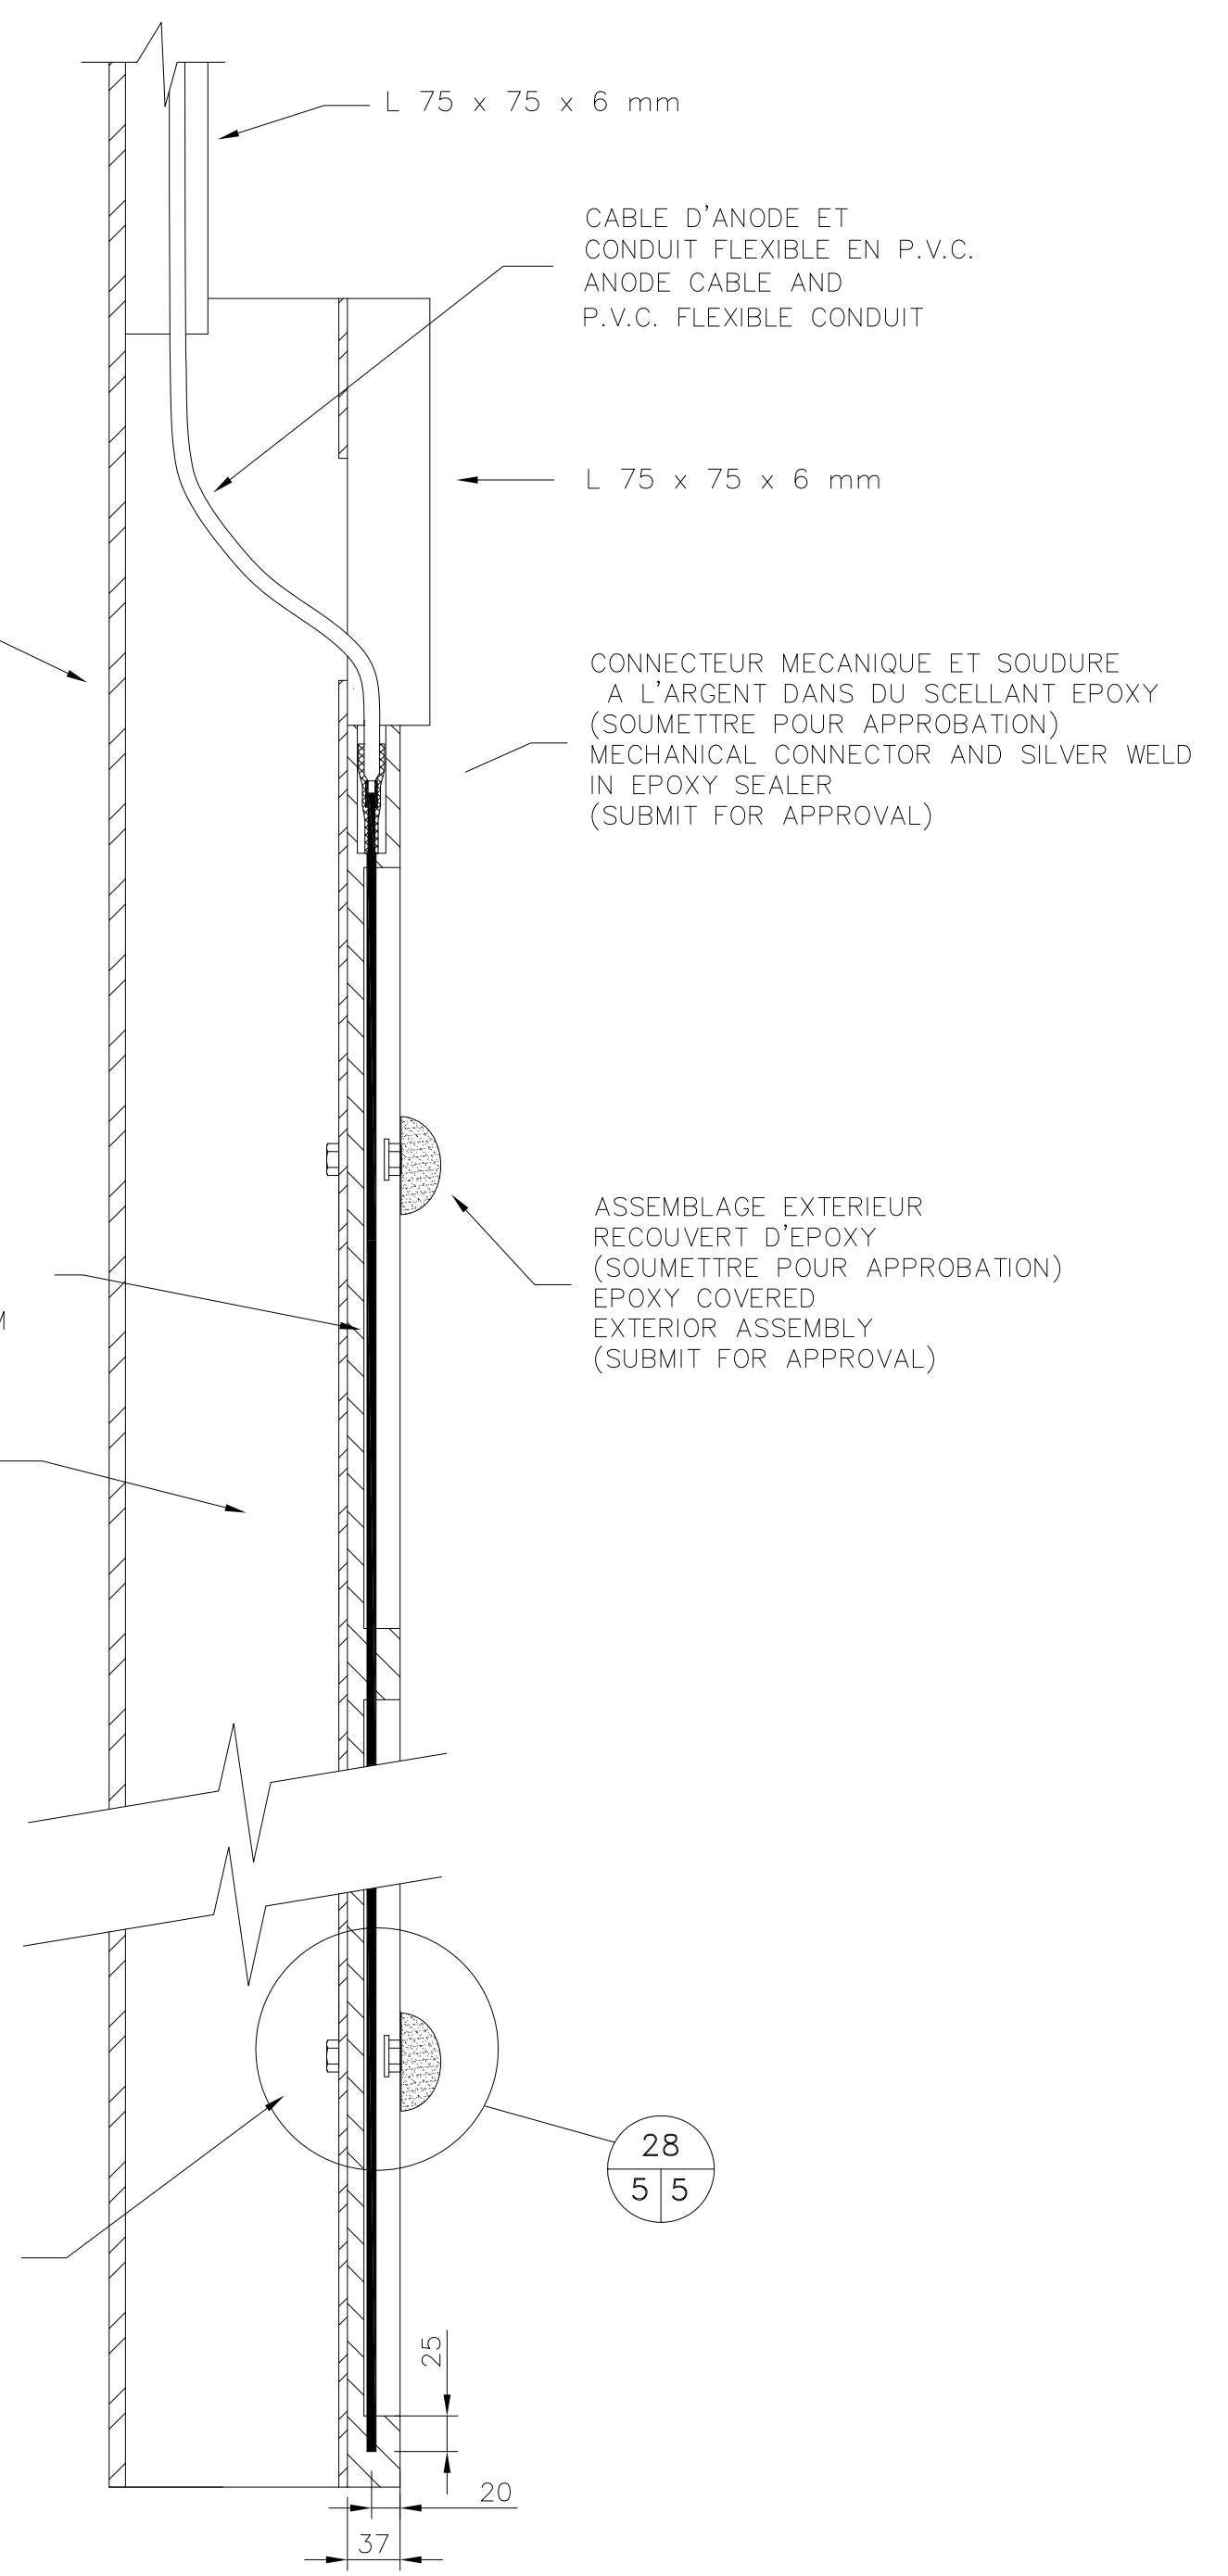 L 75 x 75 x 6 mm
CABLE D'ANODE ET
CONDUIT FLEXIBLE EN P.V.C.
ANODE CABLE AND
P.V.C. FLEXIBLE CONDUIT
L 75 x 75 x 6 mm
CONNECTEUR MECANIQUE ET SOUDURE
A L'ARGENT DANS DU SCELLANT EPOXY
(SOUMETTRE POUR APPROBATION)
MECHANICAL CONNECTOR AND SILVER WELD
IN EPOXY SEALER
(SUBMIT FOR APPROVAL)
ASSEMBLAGE EXTERIEUR
RECOUVERT D'EPOXY
(SOUMETTRE POUR APPROBATION)
EPOXY COVERED
EXTERIOR ASSEMBLY
(SUBMIT FOR APPROVAL)
28
5 5
25
20
37